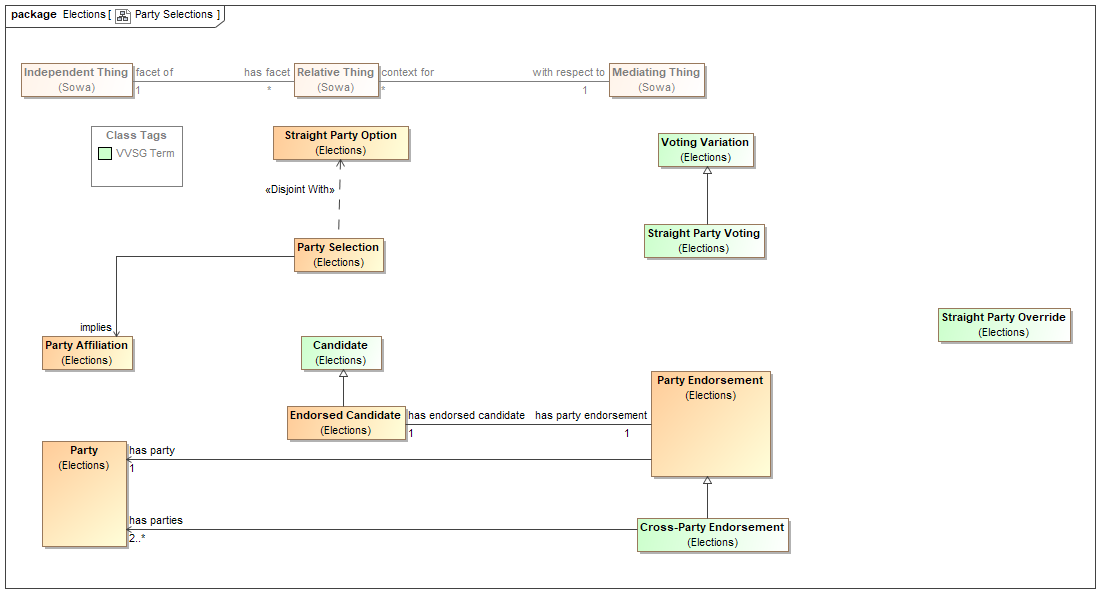 package Elections [ Party Selections ]
Independent Thing
(Sowa)
facet of
1
has facet
*
Relative Thing
(Sowa)
context for
*
with respect to
1
Mediating Thing
(Sowa)
Class Tags
VVSG Term
Straight Party Option
(Elections)
Voting Variation
(Elections)
«Disjoint With»
Straight Party Voting
(Elections)
Party Selection
(Elections)
Straight Party Override
(Elections)
implies
Party Affiliation
(Elections)
Candidate
(Elections)
Party Endorsement
(Elections)
Endorsed Candidate
(Elections)
has endorsed candidate
1
has party endorsement
1
Party
(Elections)
has party
1
has parties
2..*
Cross-Party Endorsement
(Elections)